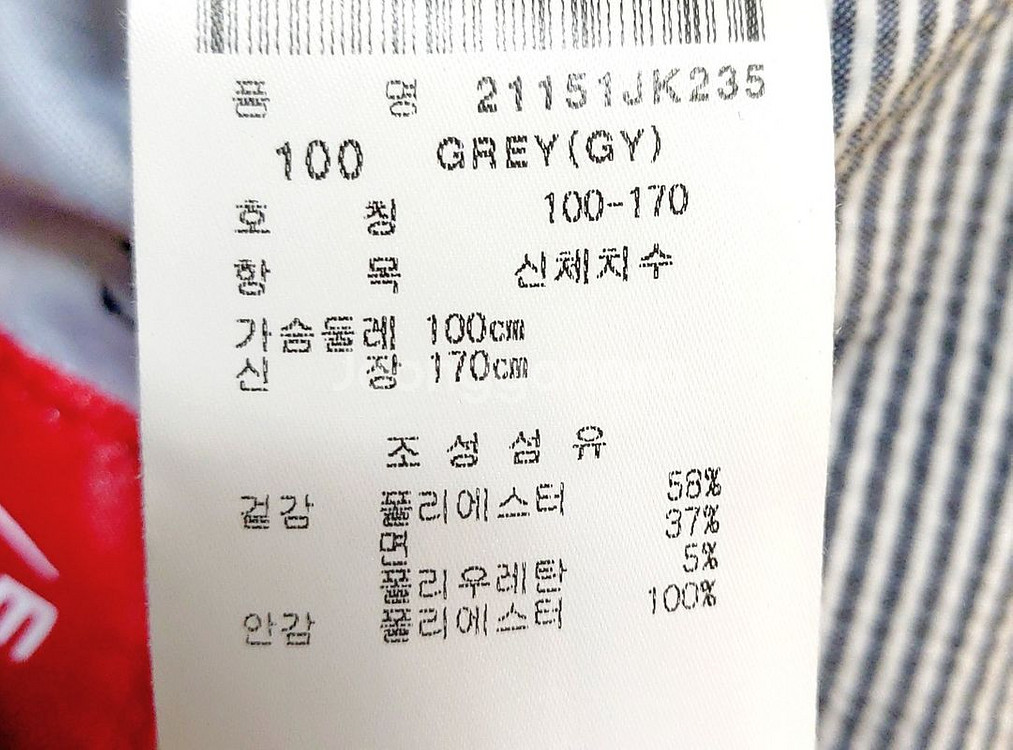 품 명 21151JK235
100 GREY(GY)
호 칭 100-170
항 목 신체치수
가슴둘레 100cm
신 장 170cm
조 성 섬 유
겉감 폴리에스터 58%
면 37%
폴리우레탄 5%
안감 폴리에스터 100%